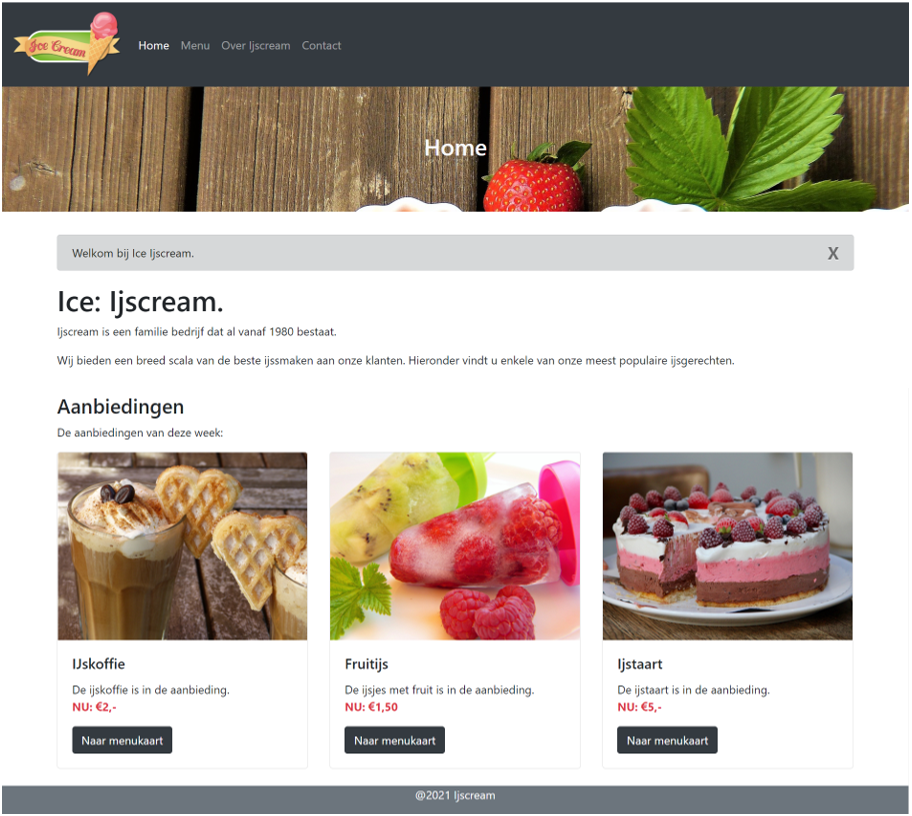 Ice Cream
Home
Menu
Over Ijscream
Contact
Home
Welkom bij Ice Ijscream.
X
Ice: Ijscream.
Ijscream is een familie bedrijf dat al vanaf 1980 bestaat.
Wij bieden een breed scala van de beste ijssmaken aan onze klanten. Hieronder vindt u enkele van onze meest populaire ijsgerechten.
Aanbiedingen
De aanbiedingen van deze week:
IJskoffie
De ijskoffie is in de aanbieding.
NU: €2,-
Naar menukaart
Fruitijs
De ijsjes met fruit is in de aanbieding.
NU: €1,50
Naar menukaart
Ijstaart
De ijstaart is in de aanbieding.
NU: €5,-
Naar menukaart
@2021 Ijscream